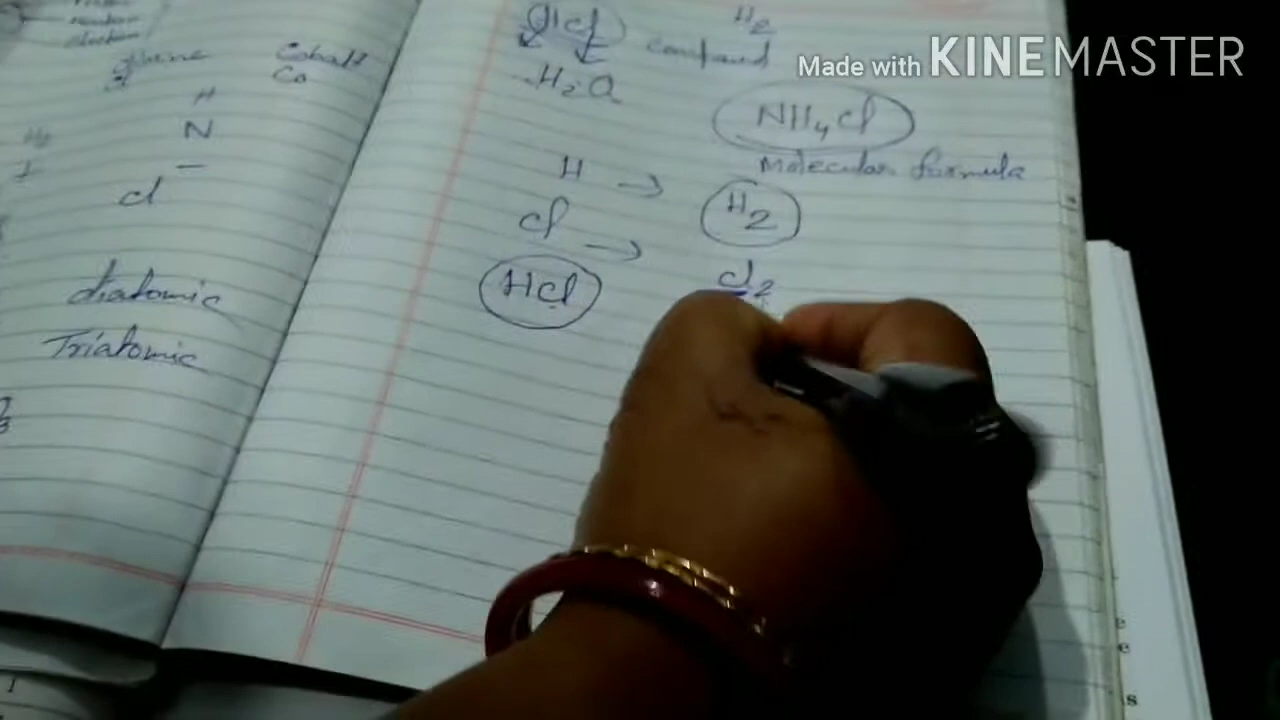 electron
Cobalt
Co
H
N
cl
diatomic
Triatomic
Hcl
H2
compound
H2O
NH4Cl
Molecular formula
H → H2
cl → cl2
HCl
Made with KINEMASTER